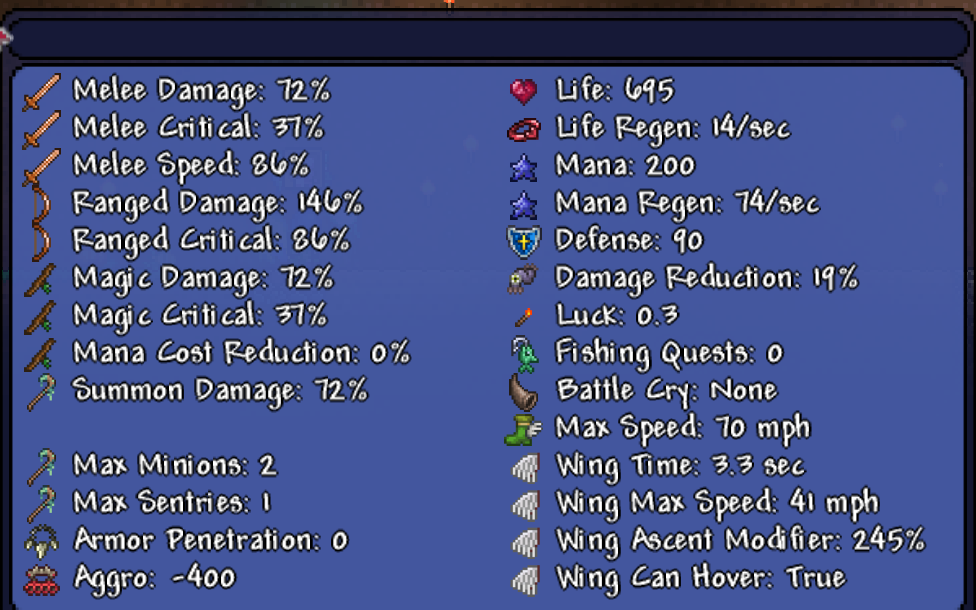 Melee Damage: 72%
Melee Critical: 37%
Melee Speed: 86%
Ranged Damage: 146%
Ranged Critical: 86%
Magic Damage: 72%
Magic Critical: 37%
Mana Cost Reduction: 0%
Summon Damage: 72%
Max Minions: 2
Max Sentries: 1
Armor Penetration: 0
Aggro: -400
Life: 695
Life Regen: 14/sec
Mana: 200
Mana Regen: 74/sec
Defense: 90
Damage Reduction: 19%
Luck: 0.3
Fishing Quests: 0
Battle Cry: None
Max Speed: 70 mph
Wing Time: 3.3 sec
Wing Max Speed: 41 mph
Wing Ascent Modifier: 245%
Wing Can Hover: True